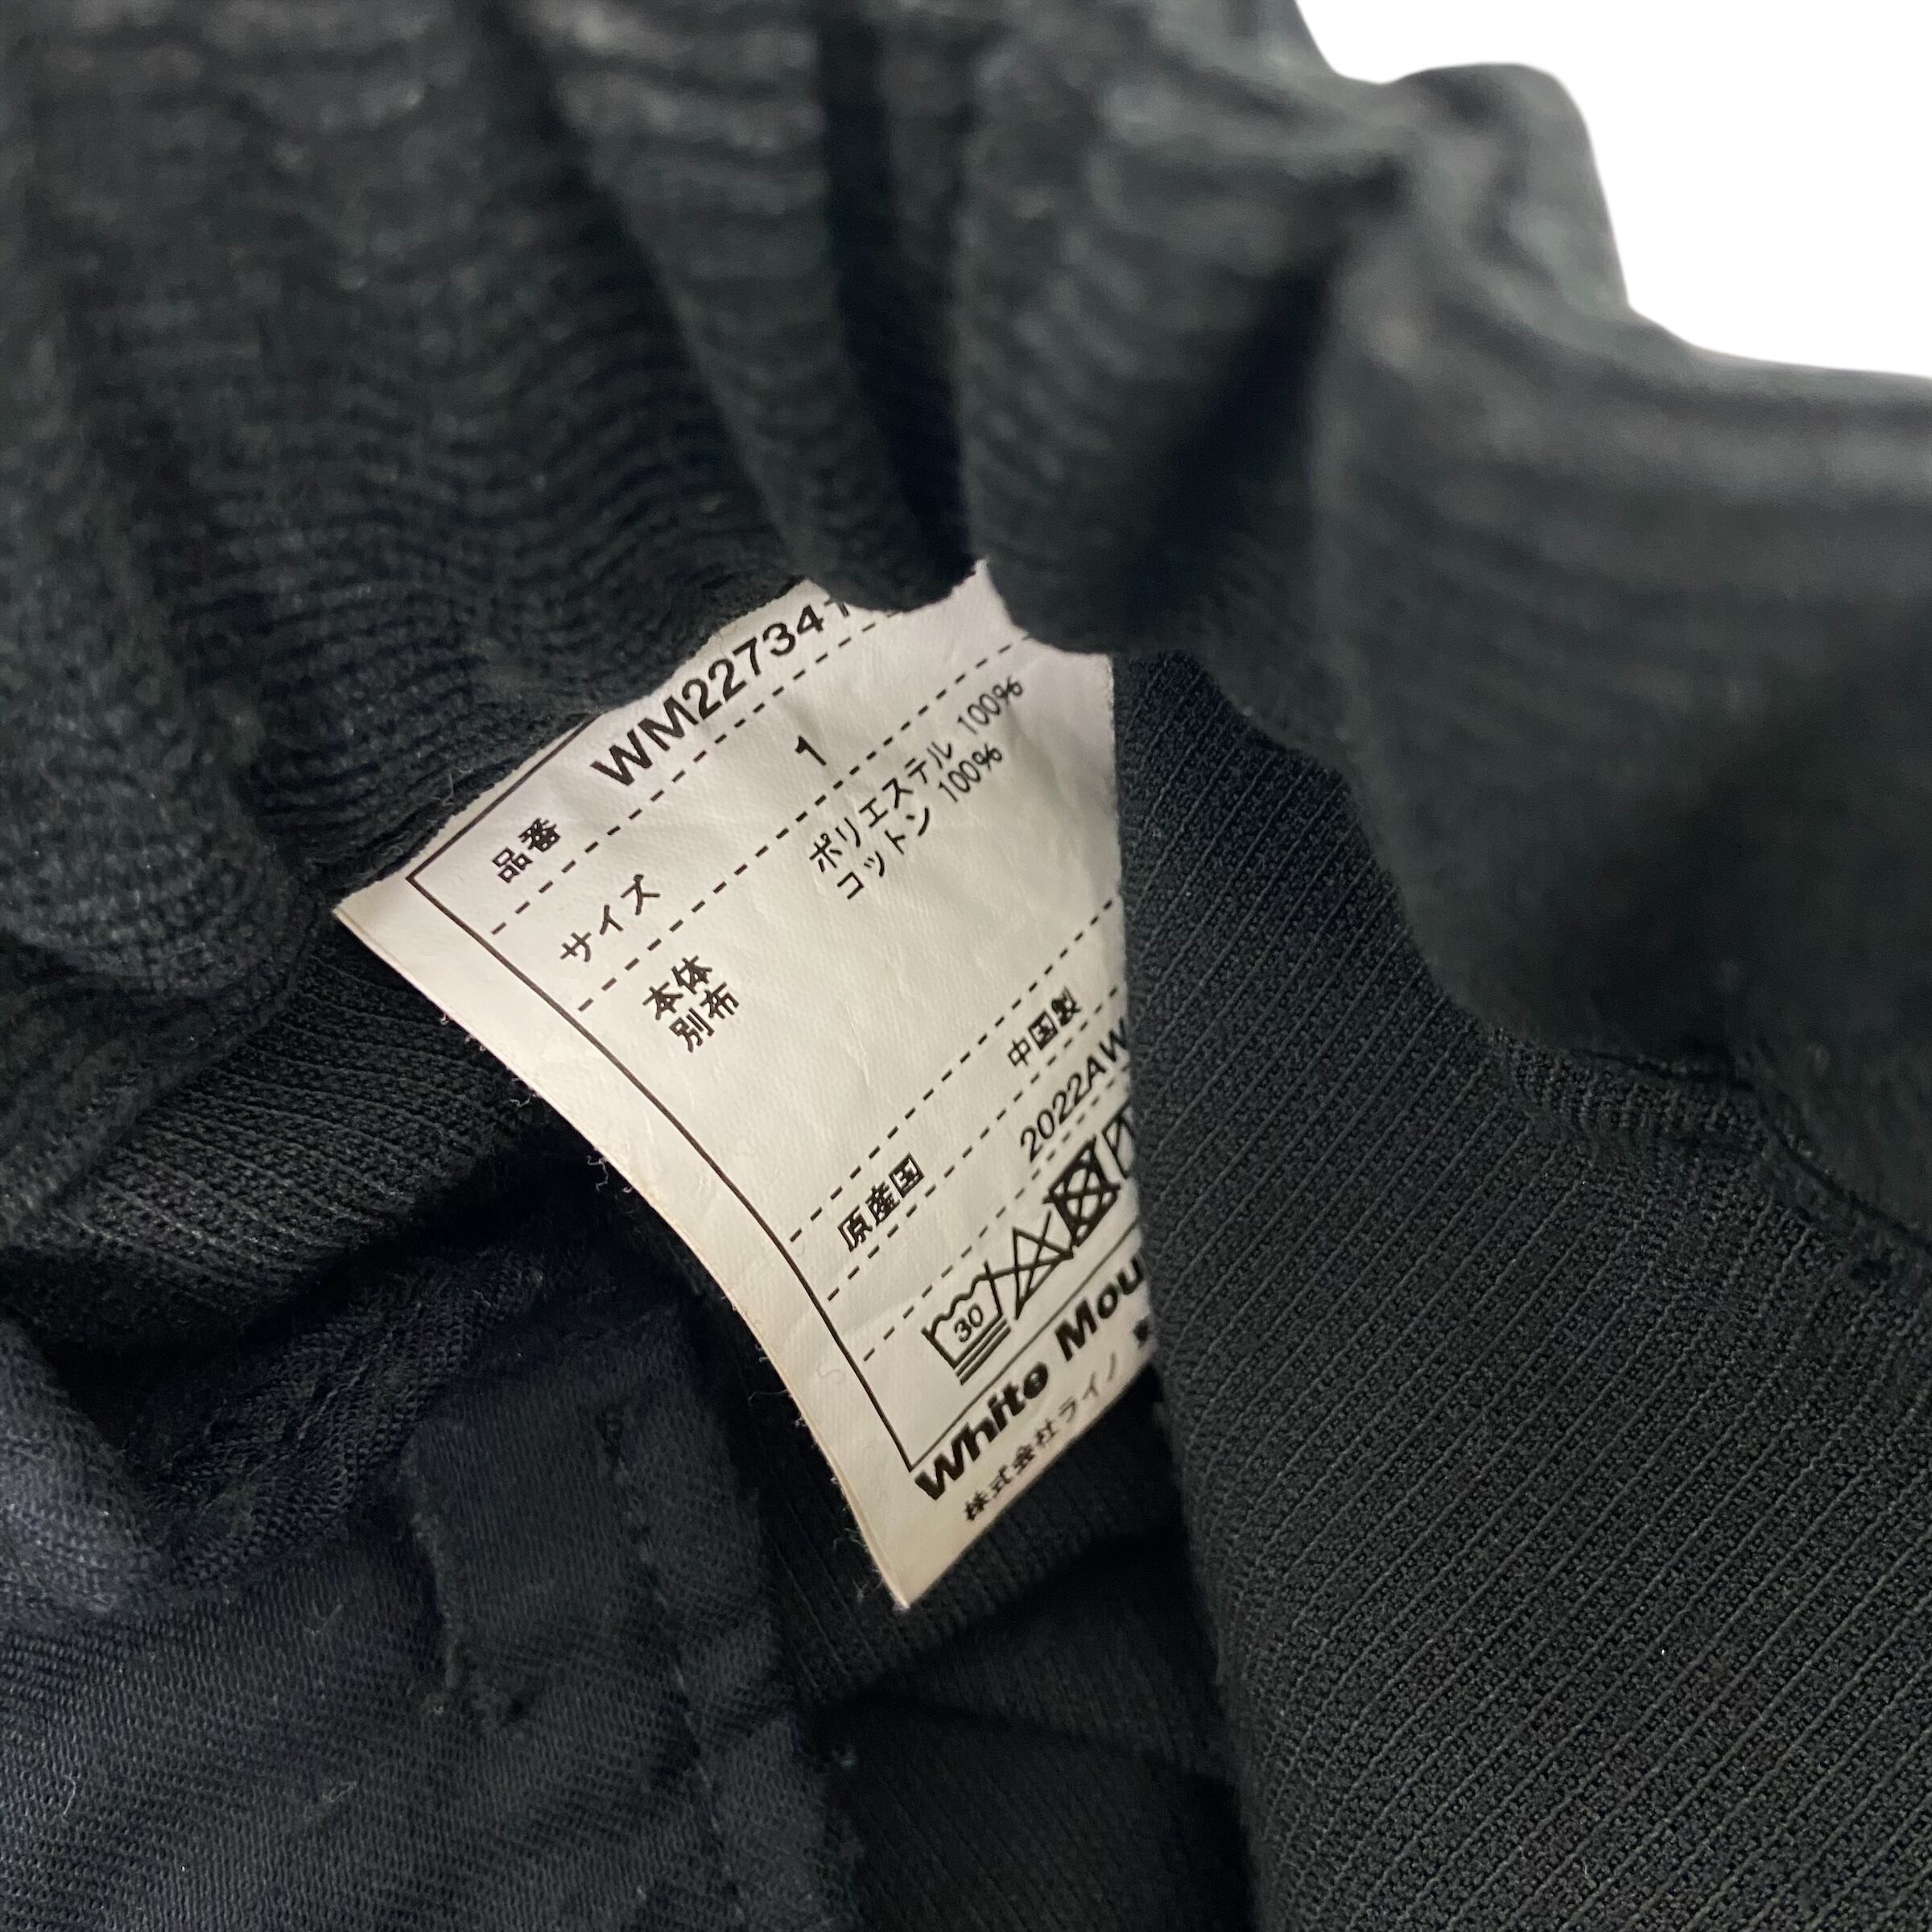 品番 WM227341
サイズ 1
本体 ポリエステル 100%
別布 コットン 100%
原産国 中国製
2022AW
30
White Mou
株式会社ライノ